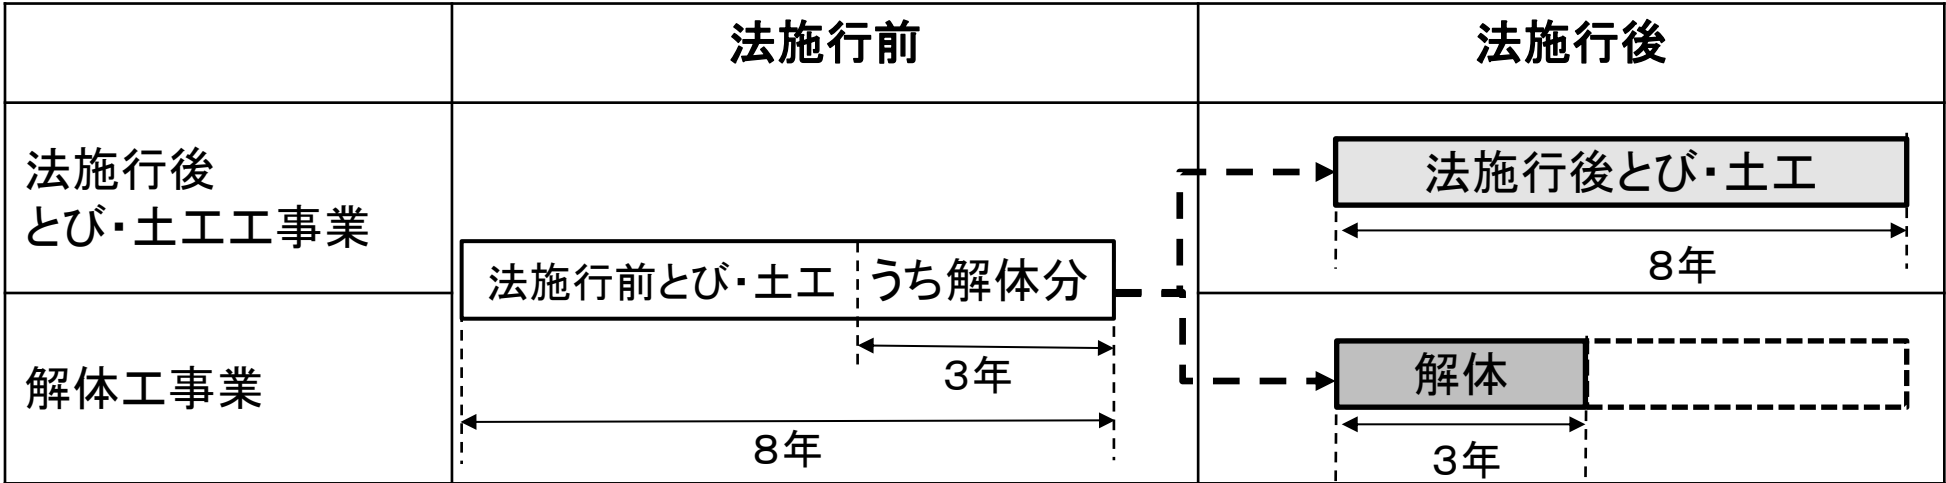 法施行前
法施行後
法施行後
とび・土工工事業
法施行前とび・土工
うち解体分
3年
8年
法施行後とび・土工
8年
解体工事業
解体
3年